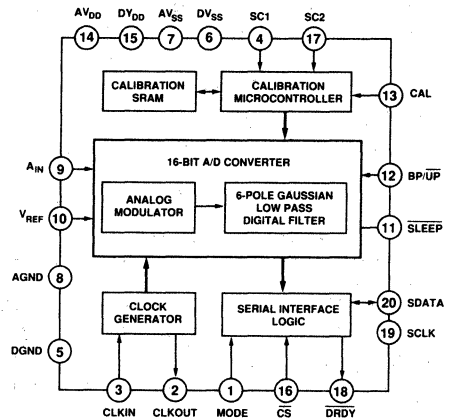 AVDD DYDD AVSS DVSS SC1 SC2
14 15 7 6 4 17
CALIBRATION
SRAM
CALIBRATION
MICROCONTROLLER
13 CAL
16-BIT A/D CONVERTER
AIN 9
12 BP/UP
ANALOG
MODULATOR
6-POLE GAUSSIAN
LOW PASS
DIGITAL FILTER
VREF 10
11 SLEEP
AGND
8
CLOCK
GENERATOR
SERIAL INTERFACE
LOGIC
20 SDATA
19 SCLK
DGND
5
3 2 1 16 18
CLKIN CLKOUT MODE CS DRDY